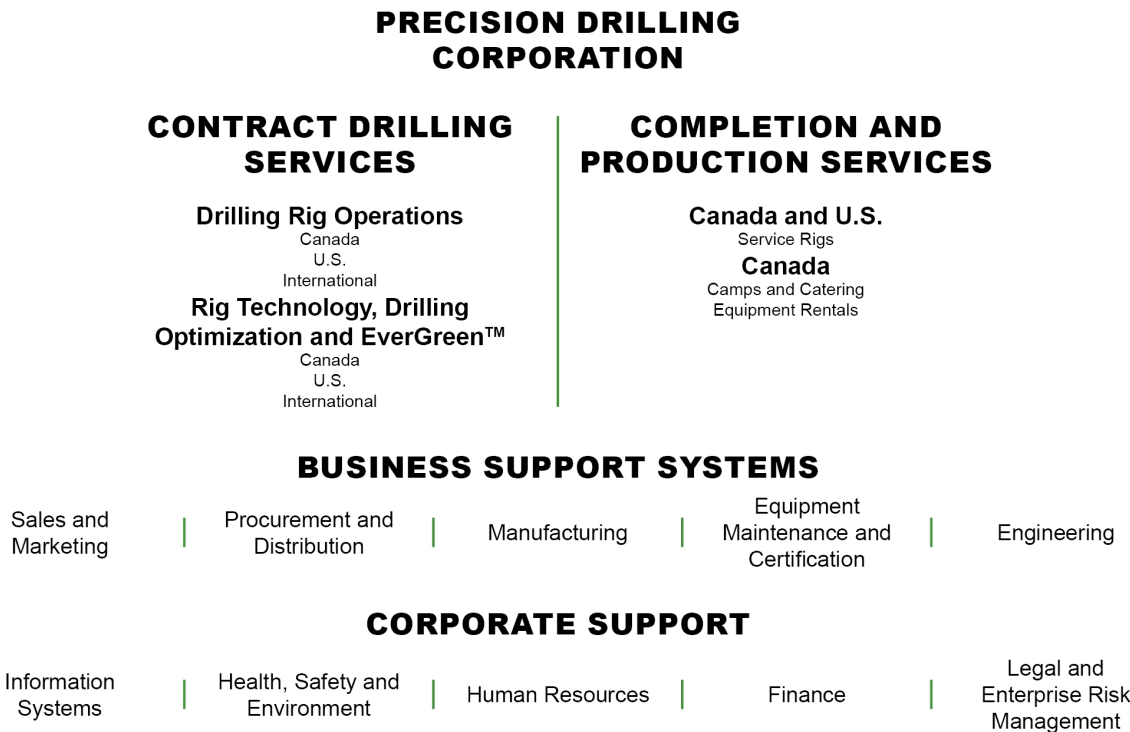 PRECISION DRILLING
CORPORATION
CONTRACT DRILLING
SERVICES
Drilling Rig Operations
Canada
U.S.
International
Rig Technology, Drilling
Optimization and EverGreen™
Canada
U.S.
International
COMPLETION AND
PRODUCTION SERVICES
Canada and U.S.
Service Rigs
Canada
Camps and Catering
Equipment Rentals
BUSINESS SUPPORT SYSTEMS
Sales and
Marketing
Procurement and
Distribution
Manufacturing
Equipment
Maintenance and
Certification
Engineering
CORPORATE SUPPORT
Information
Systems
Health, Safety and
Environment
Human Resources
Finance
Legal and
Enterprise Risk
Management